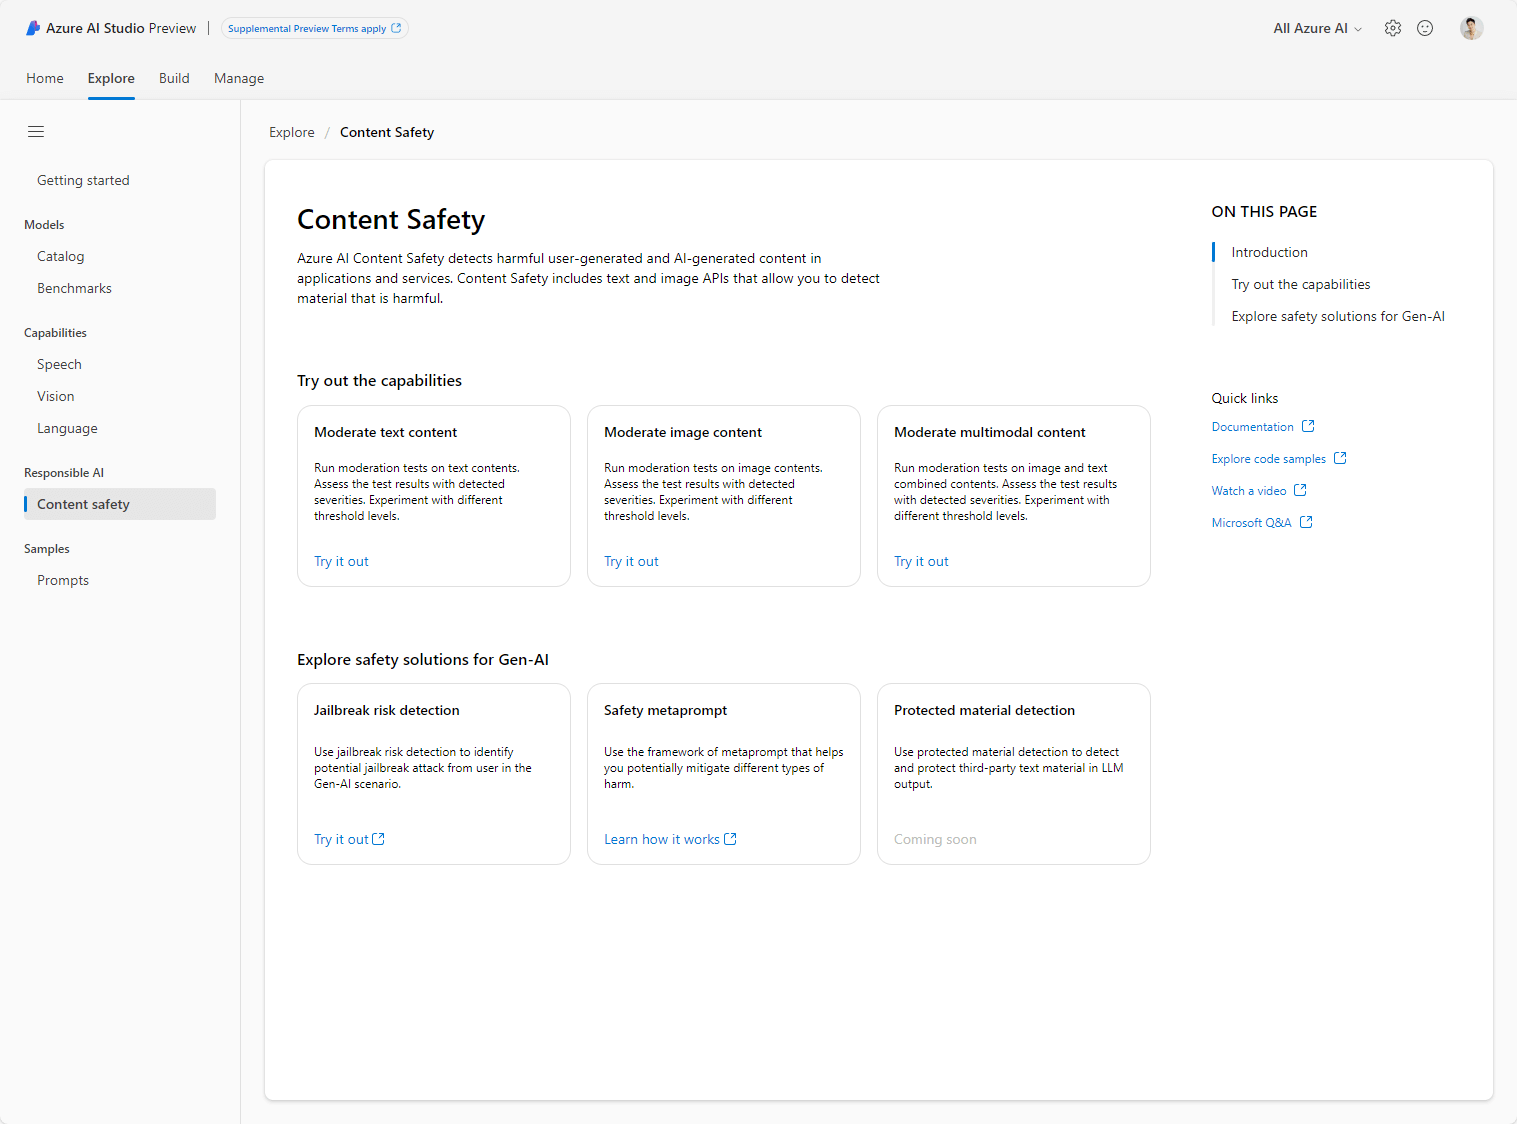 Azure AI Studio Preview | Supplemental Preview Terms apply
All Azure AI
Home Explore Build Manage
Getting started
Models
Catalog
Benchmarks
Capabilities
Speech
Vision
Language
Responsible AI
Content safety
Samples
Prompts
Explore / Content Safety
Content Safety
Azure AI Content Safety detects harmful user-generated and AI-generated content in
applications and services. Content Safety includes text and image APIs that allow you to detect
material that is harmful.
Try out the capabilities
Moderate text content
Run moderation tests on text contents.
Assess the test results with detected
severities. Experiment with different
threshold levels.
Try it out
Moderate image content
Run moderation tests on image contents.
Assess the test results with detected
severities. Experiment with different
threshold levels.
Try it out
Moderate multimodal content
Run moderation tests on image and text
combined contents. Assess the test results
with detected severities. Experiment with
different threshold levels.
Try it out
Explore safety solutions for Gen-AI
Jailbreak risk detection
Use jailbreak risk detection to identify
potential jailbreak attack from user in the
Gen-AI scenario.
Try it out
Safety metaprompt
Use the framework of metaprompt that helps
you potentially mitigate different types of
harm.
Learn how it works
Protected material detection
Use protected material detection to detect
and protect third-party text material in LLM
output.
Coming soon
ON THIS PAGE
Introduction
Try out the capabilities
Explore safety solutions for Gen-AI
Quick links
Documentation
Explore code samples
Watch a video
Microsoft Q&A